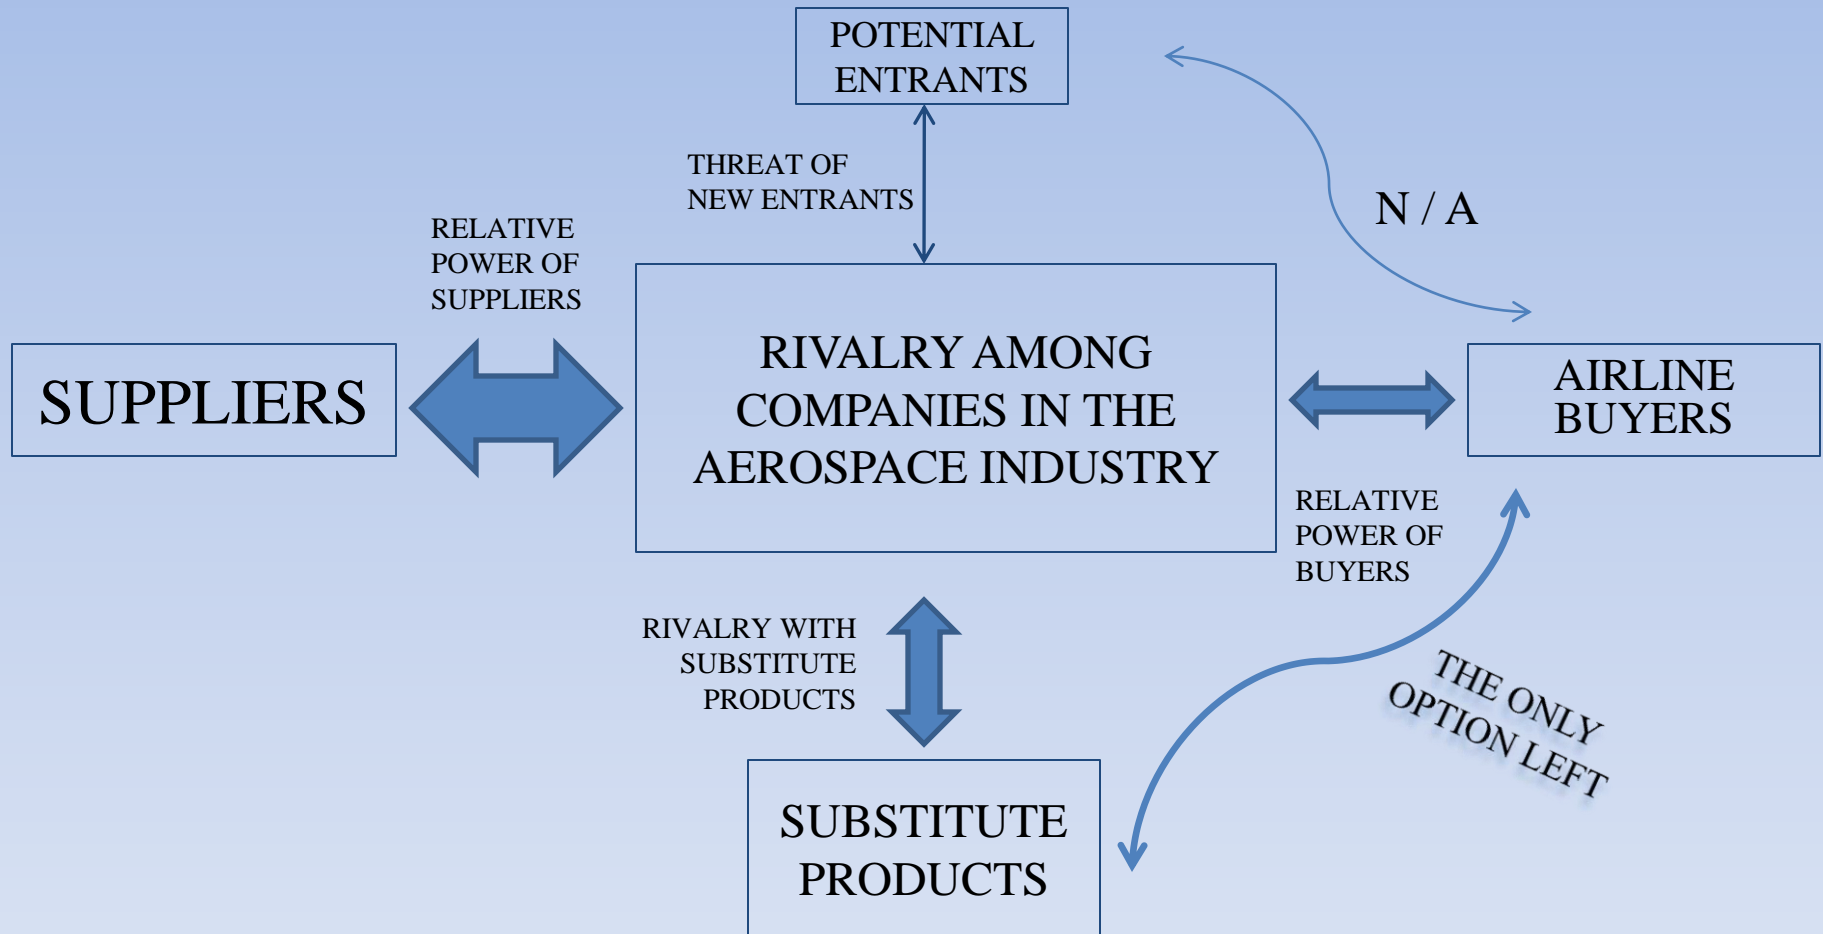 POTENTIAL
ENTRANTS
THREAT OF
NEW ENTRANTS
N / A
RELATIVE
POWER OF
SUPPLIERS
SUPPLIERS
RIVALRY AMONG
COMPANIES IN THE
AEROSPACE INDUSTRY
AIRLINE
BUYERS
RELATIVE
POWER OF
BUYERS
RIVALRY WITH
SUBSTITUTE
PRODUCTS
THE ONLY
OPTION LEFT
SUBSTITUTE
PRODUCTS